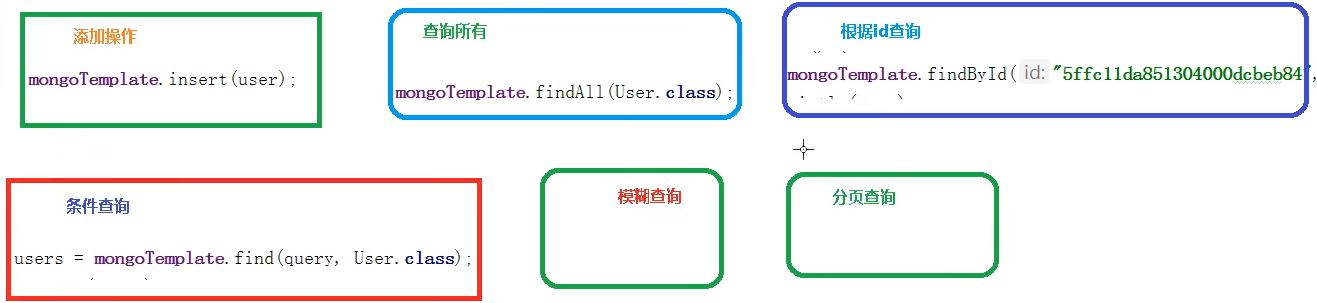 添加操作
mongoTemplate.insert(user);
查询所有
mongoTemplate.findAll(User.class);
根据id查询
mongoTemplate.findById( id: "5ffc11da851304000dcbeb84",
条件查询
users = mongoTemplate.find(query, User.class);
模糊查询
分页查询